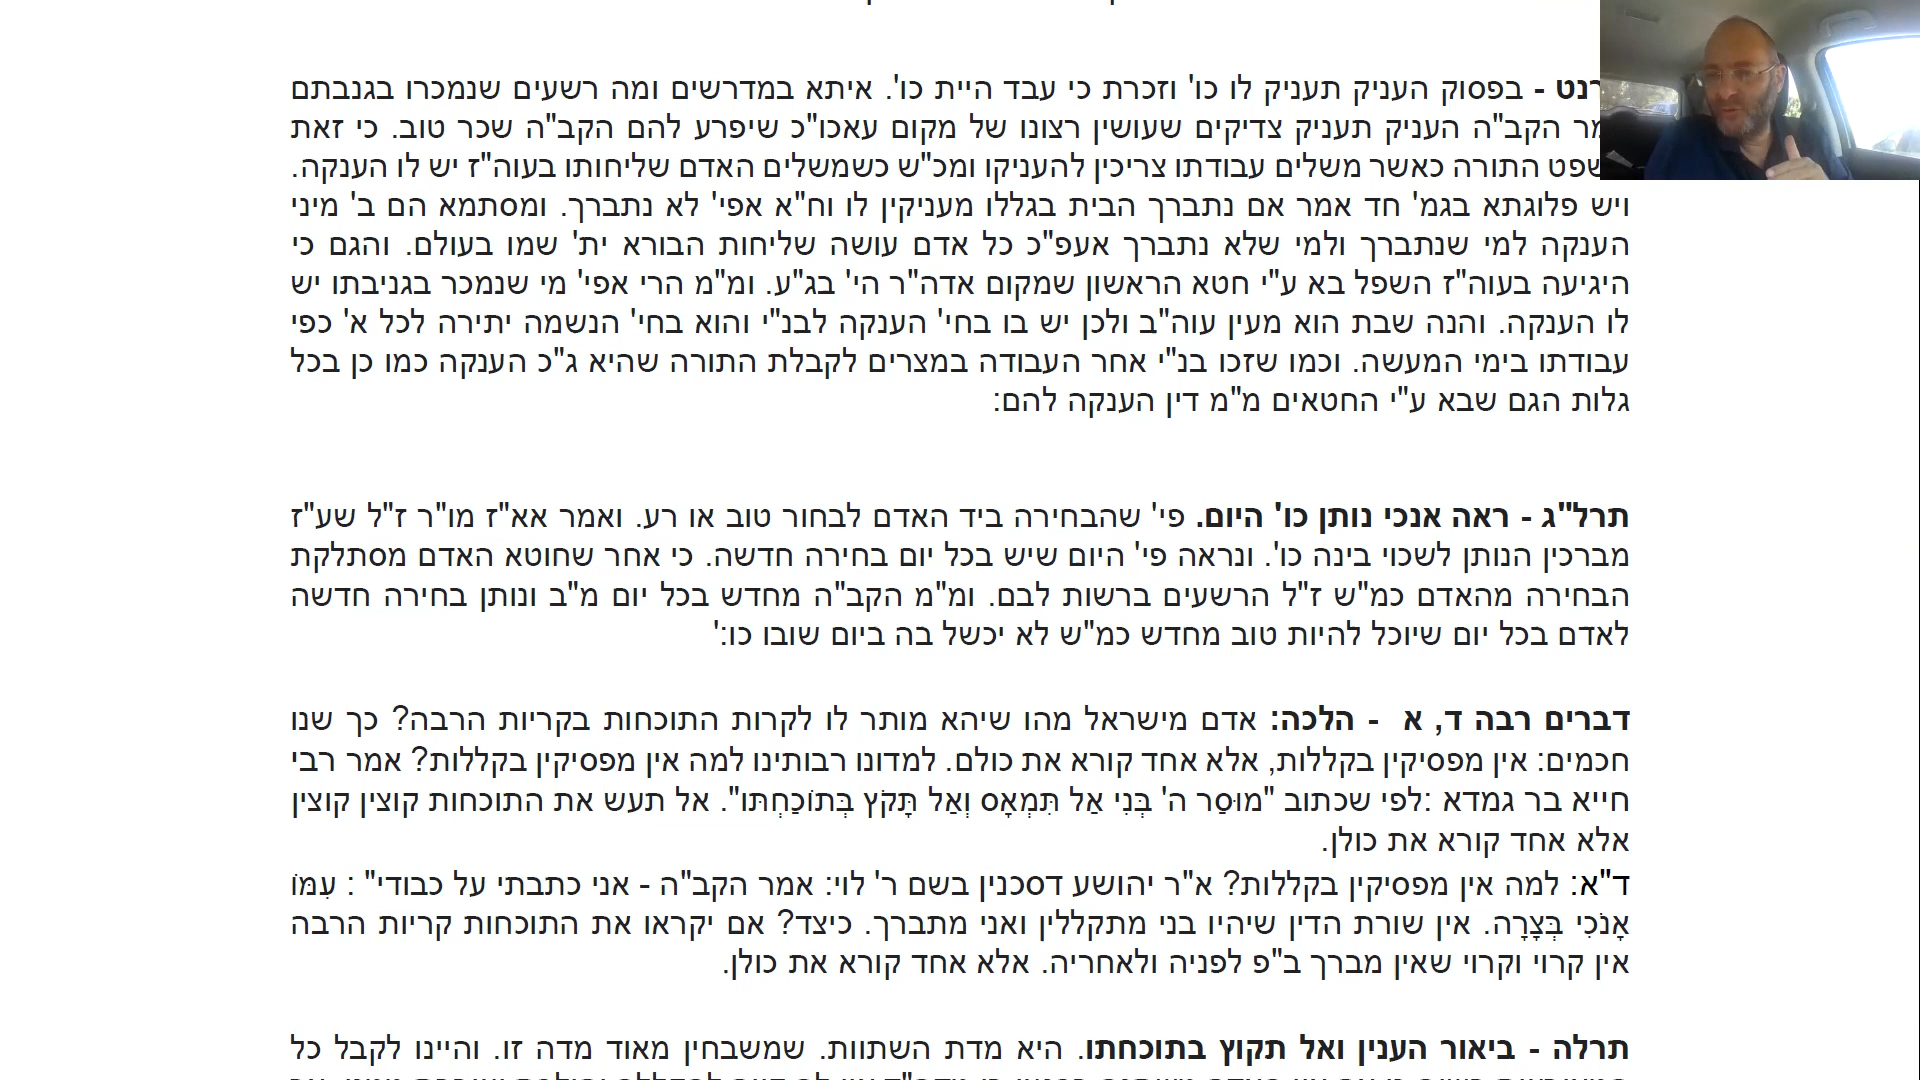 רנט - בפסוק העניק תעניק לו כו' וזכרת כי עבד היית כו'. איתא במדרשים ומה רשעים שנמכרו בגנבתם
מר הקב"ה העניק תעניק צדיקים שעושין רצונו של מקום עאכו"כ שיפרע להם הקב"ה שכר טוב. כי זאת
שפט התורה כאשר משלים עבודתו צריכין להעניקו ומכ"ש כשמשלים האדם שליחותו בעוה"ז יש לו הענקה.
ויש פלוגתא בגמ' חד אמר אם נתברך הבית בגללו מעניקין לו וח"א אפי' לא נתברך. ומסתמא הם ב' מיני
הענקה למי שנתברך ולמי שלא נתברך אעפ"כ כל אדם עושה שליחות הבורא ית' שמו בעולם. והגם כי
היגיעה בעוה"ז השפל בא ע"י חטא הראשון שמקום אדה"ר הי' בג"ע. ומ"מ הרי אפי' מי שנמכר בגניבתו יש
לו הענקה. והנה שבת הוא מעין עוה"ב ולכן יש בו בחי' הענקה לבנ"י והוא בחי' הנשמה יתירה לכל א' כפי
עבודתו בימי המעשה. וכמו שזכו בנ"י אחר העבודה במצרים לקבלת התורה שהיא ג"כ הענקה כמו כן בכל
גלות הגם שבא ע"י החטאים מ"מ דין הענקה להם:
תרל"ג - ראה אנכי נותן כו' היום. פי' שהבחירה ביד האדם לבחור טוב או רע. ואמר אא"ז מו"ר ז"ל שע"ז
מברכין הנותן לשכוי בינה כו'. ונראה פי' היום שיש בכל יום בחירה חדשה. כי אחר שחוטא האדם מסתלקת
הבחירה מהאדם כמ"ש ז"ל הרשעים ברשות לבם. ומ"מ הקב"ה מחדש בכל יום מ"ב ונותן בחירה חדשה
לאדם בכל יום שיוכל להיות טוב מחדש כמ"ש לא יכשל בה ביום שובו כו:'
דברים רבה ד, א - הלכה: אדם מישראל מהו שיהא מותר לו לקרות התוכחות בקריות הרבה? כך שנו
חכמים: אין מפסיקין בקללות, אלא אחד קורא את כולם. למדונו רבותינו למה אין מפסיקין בקללות? אמר רבי
חייא בר גמדא :לפי שכתוב "מוּסַר ה' בְּנִי אַל תִּמְאָס וְאַל תָּקֹץ בְּתוֹכַחְתּוֹ". אל תעש את התוכחות קוצין קוצין
אלא אחד קורא את כולן.
ד"א: למה אין מפסיקין בקללות? א"ר יהושע דסכנין בשם ר' לוי: אמר הקב"ה - אני כתבתי על כבודי" : עִמּוֹ
אָנֹכִי בְּצָרָה. אין שורת הדין שיהיו בני מתקללין ואני מתברך. כיצד? אם יקראו את התוכחות קריות הרבה
אין קרוי וקרוי שאין מברך ב"פ לפניה ולאחריה. אלא אחד קורא את כולן.
תרלה - ביאור הענין ואל תקוץ בתוכחתו. היא מדת השתוות. שמשבחין מאוד מדה זו. והיינו לקבל כל